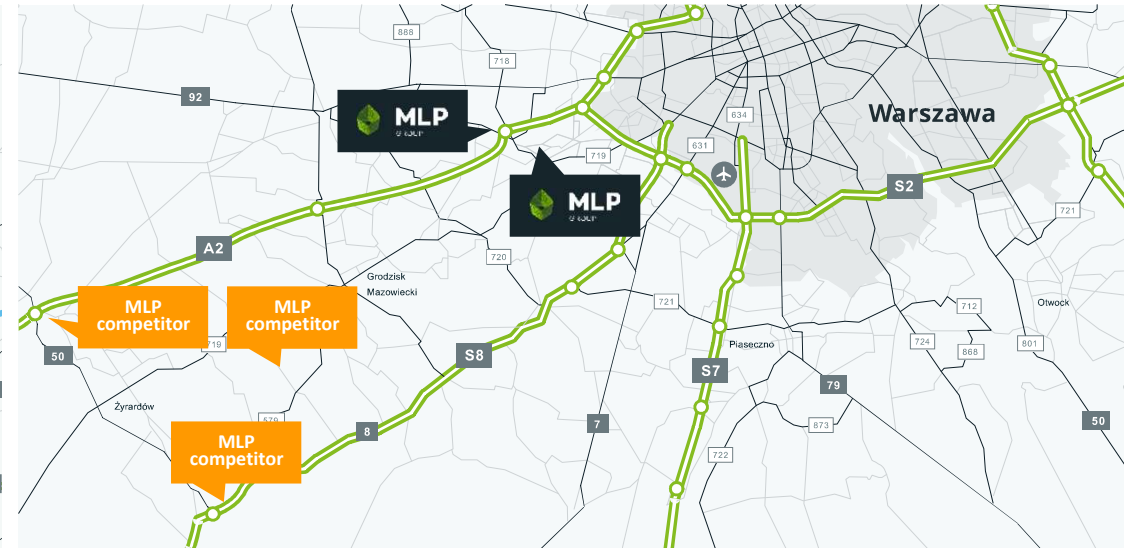 888
718
92
MLP
GROUP
Warszawa
634
631
719
MLP
GROUP
S2
721
A2
720
Grodzisk
Mazowiecki
MLP
competitor
MLP
competitor
721
712
Otwock
719
50
S8
Piaseczno
724
868
801
S7
79
Żyrardów
579
7
873
50
8
MLP
competitor
722